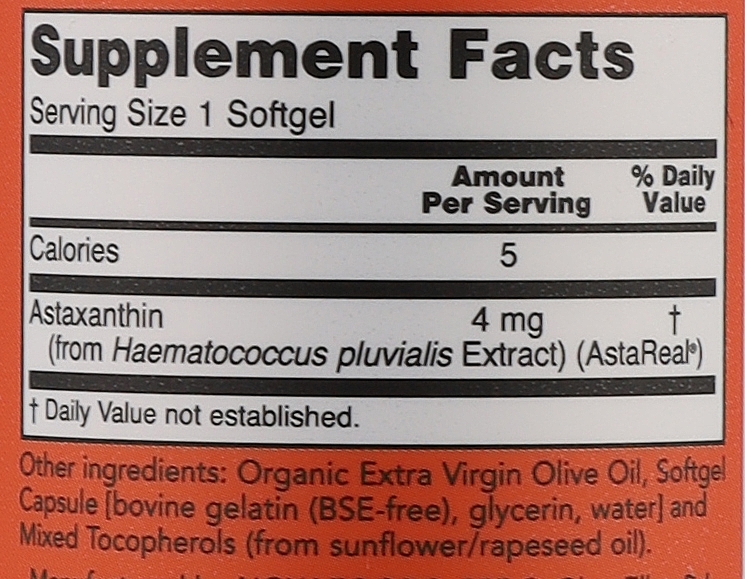 Supplement Facts
Serving Size 1 Softgel
Amount Per Serving % Daily Value
Calories 5
Astaxanthin 4 mg †
(from Haematococcus pluvialis Extract) (AstaReal®)
† Daily Value not established.
Other ingredients: Organic Extra Virgin Olive Oil, Softgel
Capsule [bovine gelatin (BSE-free), glycerin, water] and
Mixed Tocopherols (from sunflower/rapeseed oil).